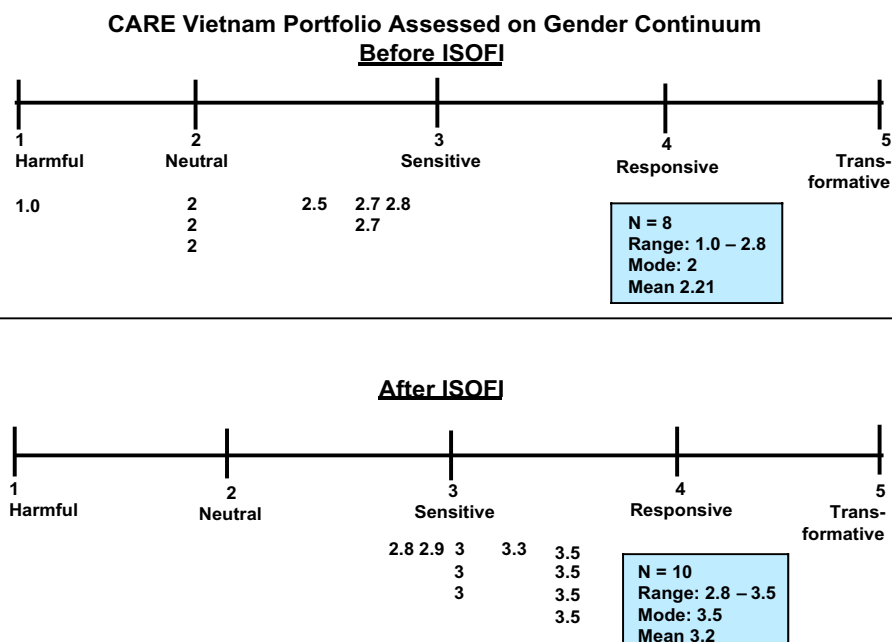 CARE Vietnam Portfolio Assessed on Gender Continuum
Before ISOFI
1 2 3 4 5
Harmful Neutral Sensitive Responsive Trans-
formative
1.0 2 2.5 2.7 2.8
2 2.7
2
N = 8
Range: 1.0 – 2.8
Mode: 2
Mean 2.21
After ISOFI
1 2 3 4 5
Harmful Neutral Sensitive Responsive Trans-
formative
2.8 2.9 3 3.3 3.5
3 3.5
3 3.5
3.5
N = 10
Range: 2.8 – 3.5
Mode: 3.5
Mean 3.2